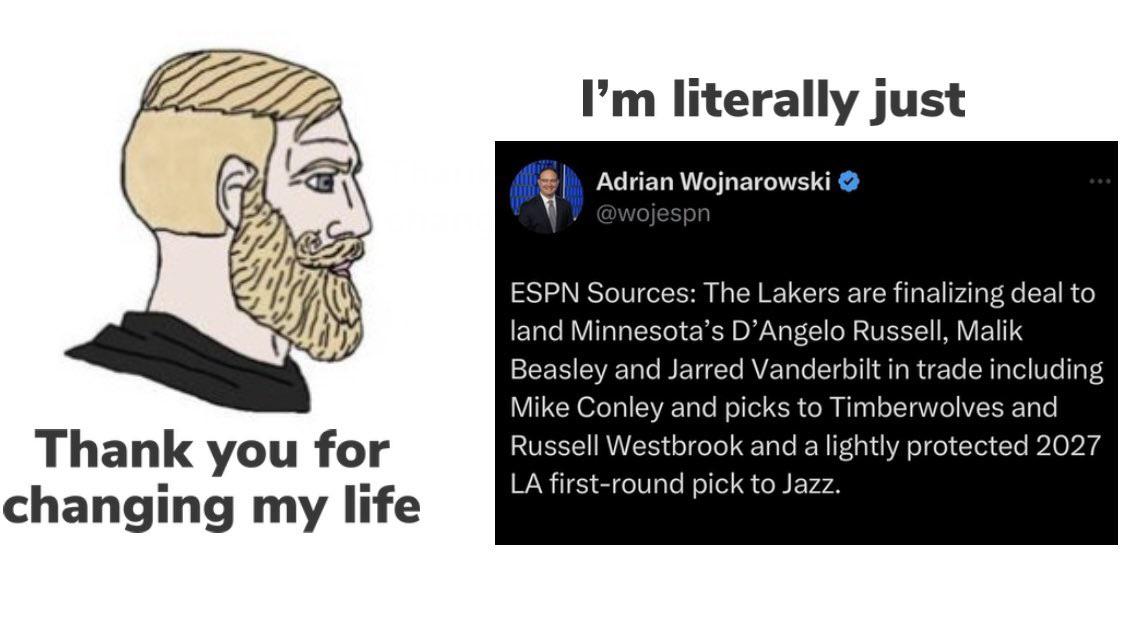 Thank you for
changing my life
I’m literally just
Adrian Wojnarowski
@wojespn
ESPN Sources: The Lakers are finalizing deal to
land Minnesota’s D’Angelo Russell, Malik
Beasley and Jarred Vanderbilt in trade including
Mike Conley and picks to Timberwolves and
Russell Westbrook and a lightly protected 2027
LA first-round pick to Jazz.